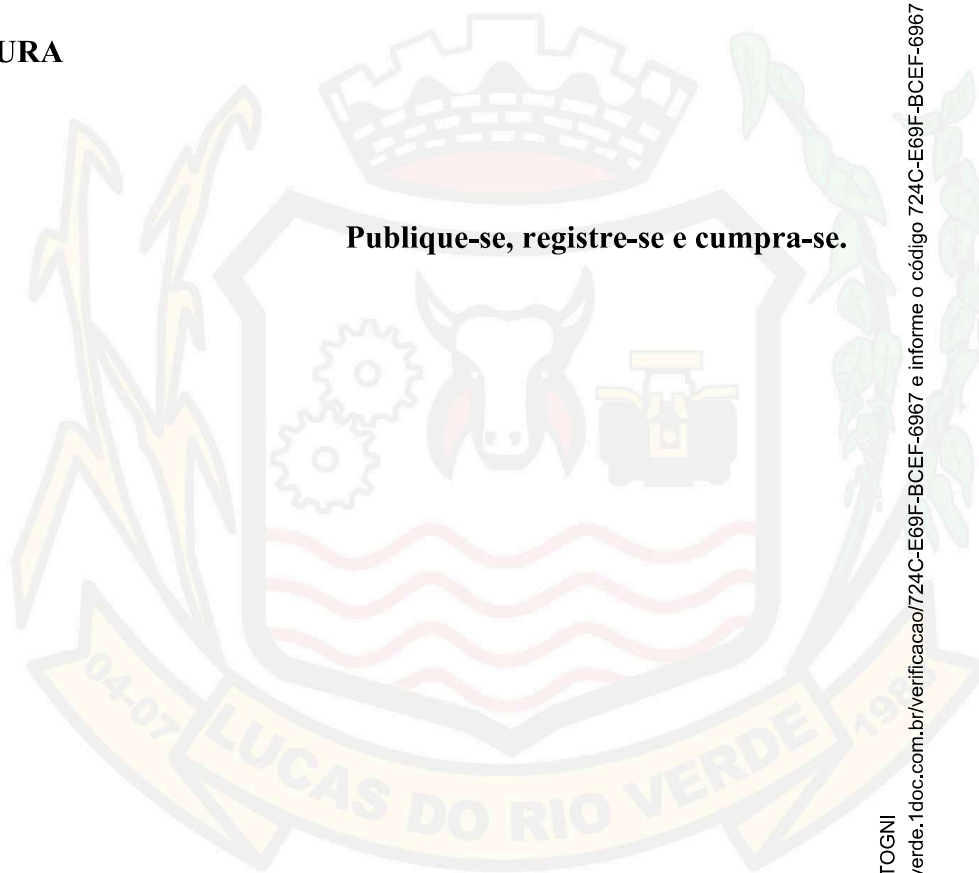 URA
Publique-se, registre-se e cumpra-se.
04-07 LUCAS DO RIO VERDE 1988
TOGNI
verde.1doc.com.br/verificacao/724C-E69F-BCEF-6967 e informe o código 724C-E69F-BCEF-6967